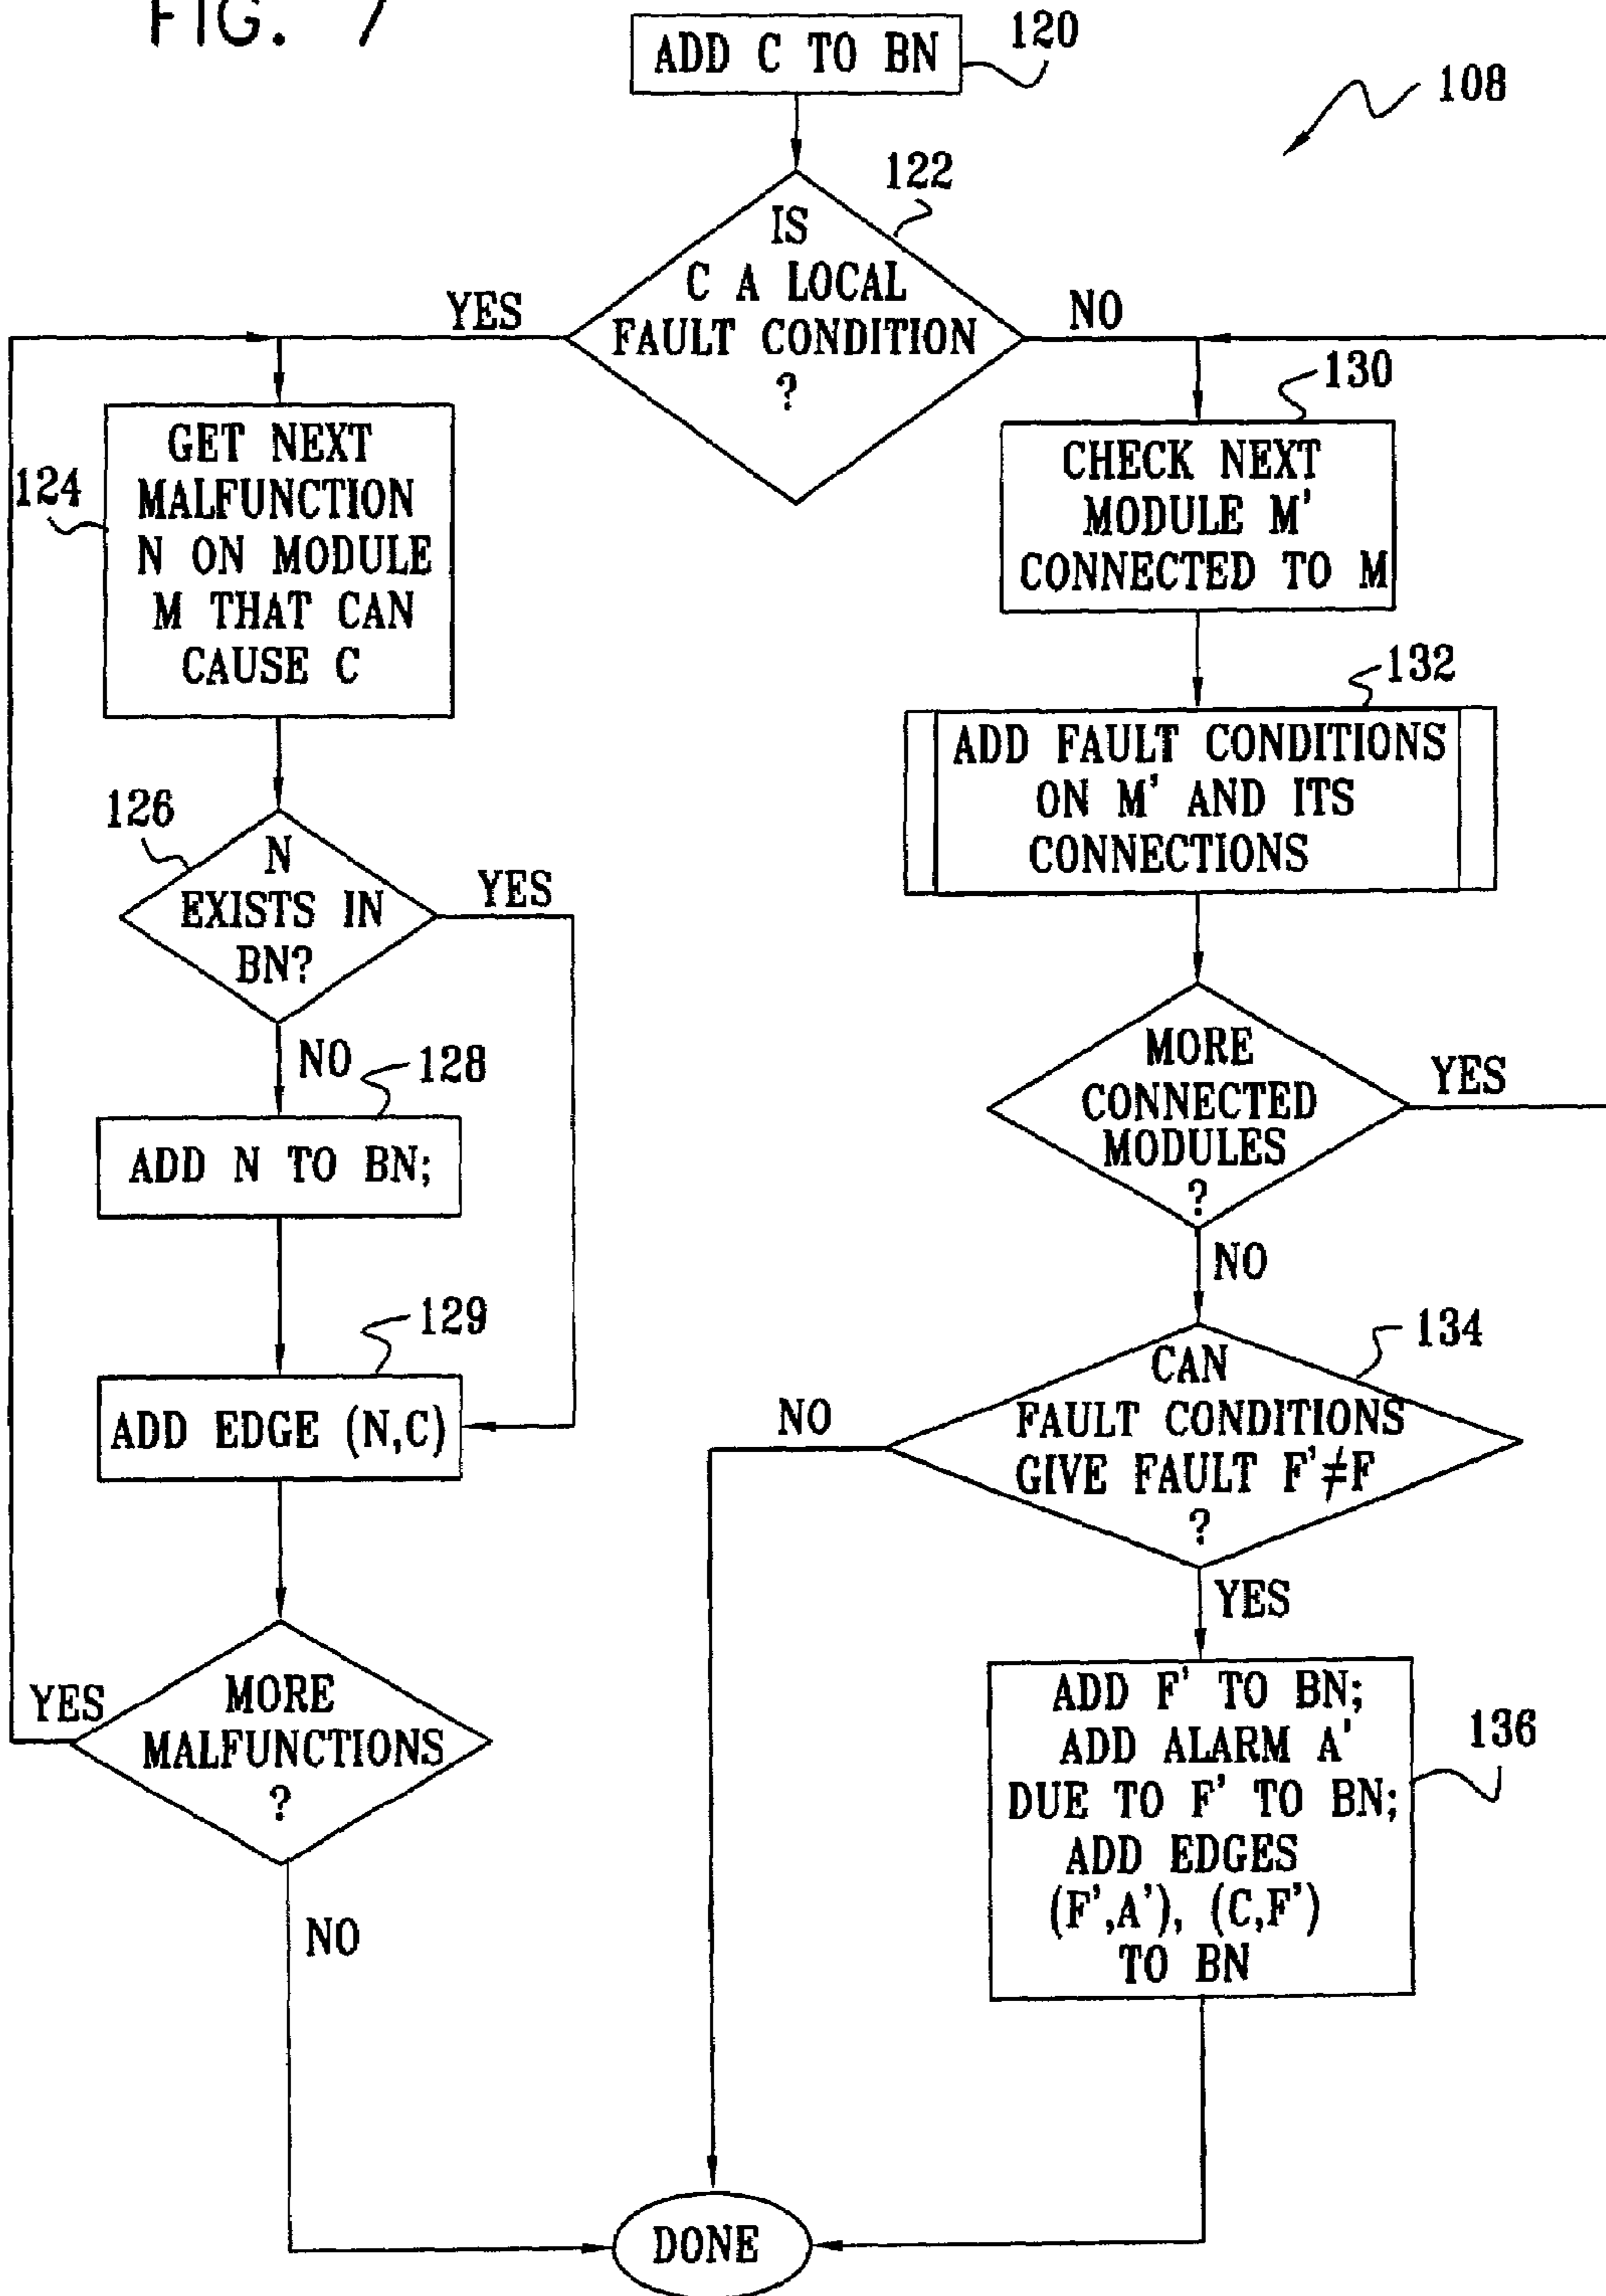 FIG. 7
ADD C TO BN
120
108
122
IS
C A LOCAL
FAULT CONDITION
?
YES
NO
124
GET NEXT
MALFUNCTION
N ON MODULE
M THAT CAN
CAUSE C
130
CHECK NEXT
MODULE M'
CONNECTED TO M
132
ADD FAULT CONDITIONS
ON M' AND ITS
CONNECTIONS
126
N
EXISTS IN
BN?
YES
NO
128
ADD N TO BN;
MORE
CONNECTED
MODULES
?
YES
NO
129
ADD EDGE (N,C)
134
CAN
FAULT CONDITIONS
GIVE FAULT F'≠F
?
NO
YES
MORE
MALFUNCTIONS
?
YES
NO
136
ADD F' TO BN;
ADD ALARM A'
DUE TO F' TO BN;
ADD EDGES
(F',A'), (C,F')
TO BN
DONE